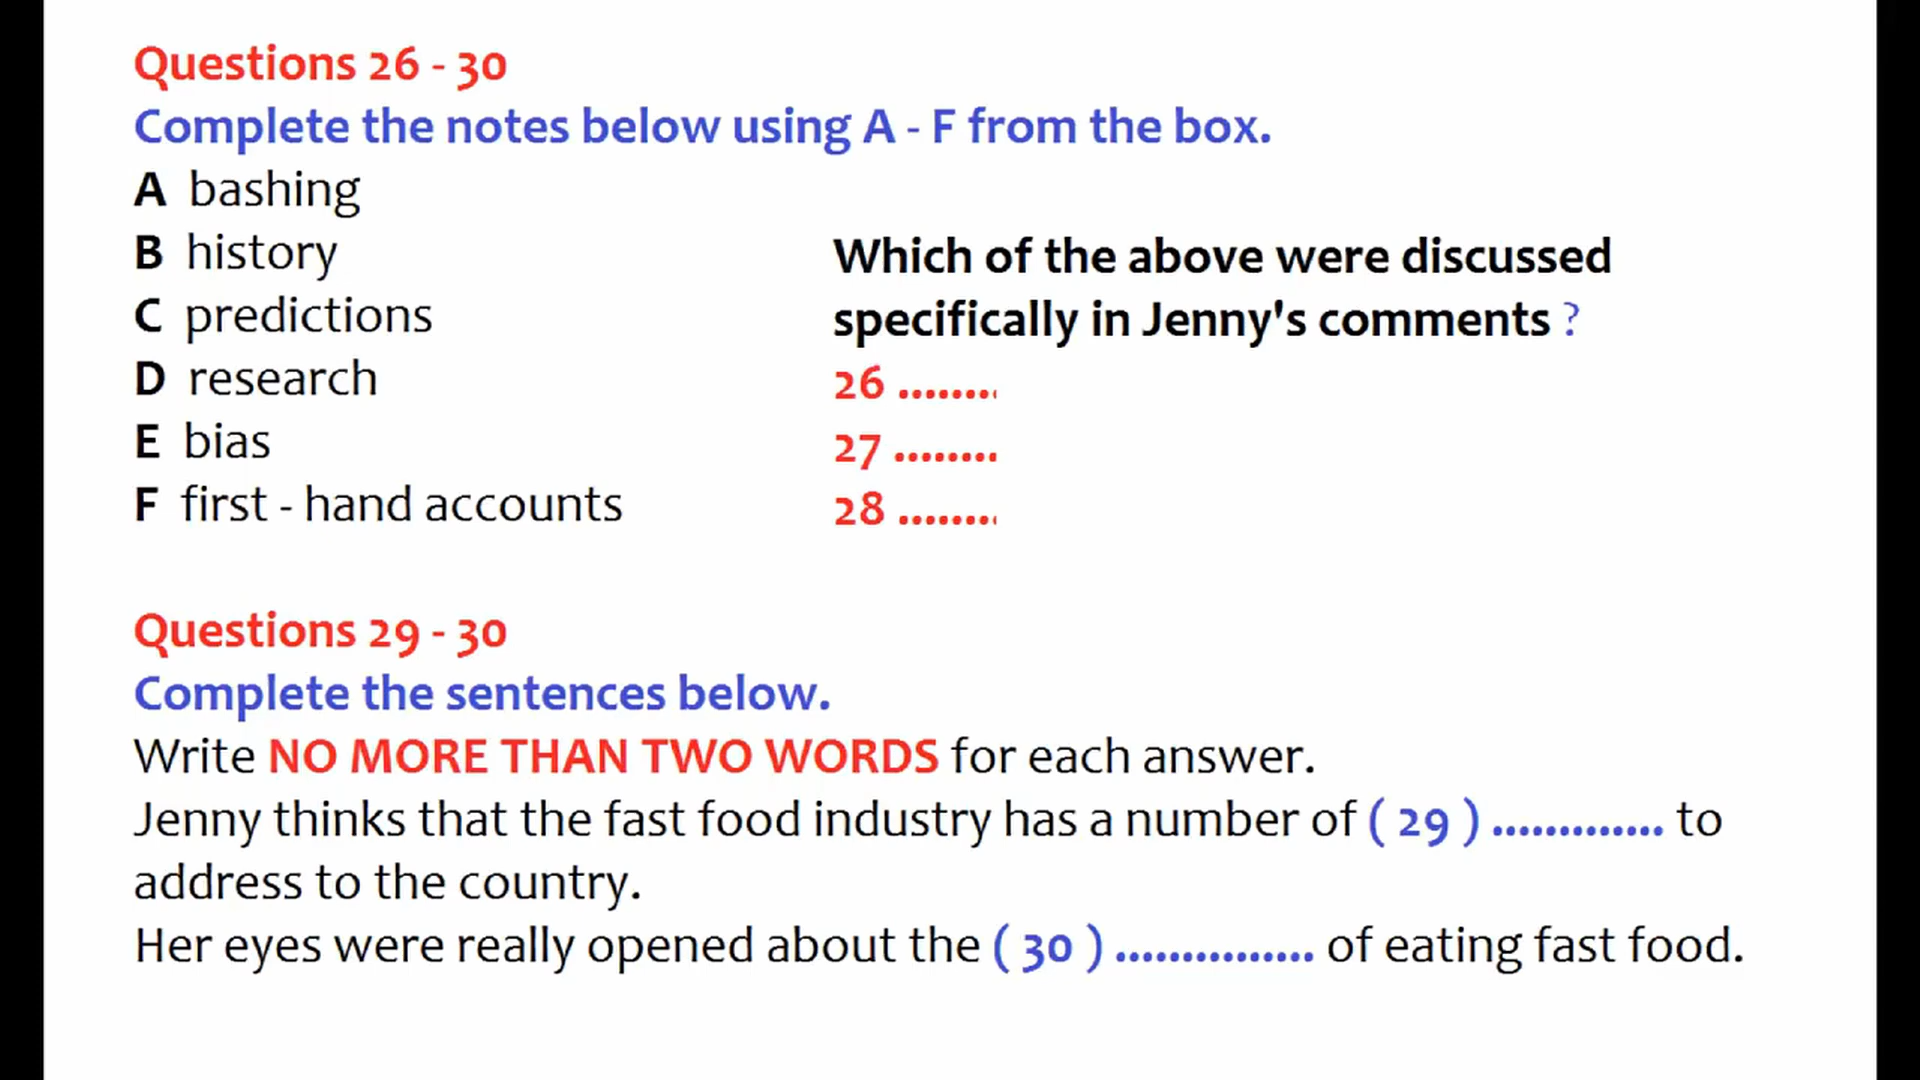 Questions 26 - 30
Complete the notes below using A - F from the box.
A bashing
B history
C predictions
D research
E bias
F first - hand accounts
Which of the above were discussed
specifically in Jenny's comments ?
26 ........
27 ........
28 ........
Questions 29 - 30
Complete the sentences below.
Write NO MORE THAN TWO WORDS for each answer.
Jenny thinks that the fast food industry has a number of ( 29 ) ............. to
address to the country.
Her eyes were really opened about the ( 30 ) ............... of eating fast food.